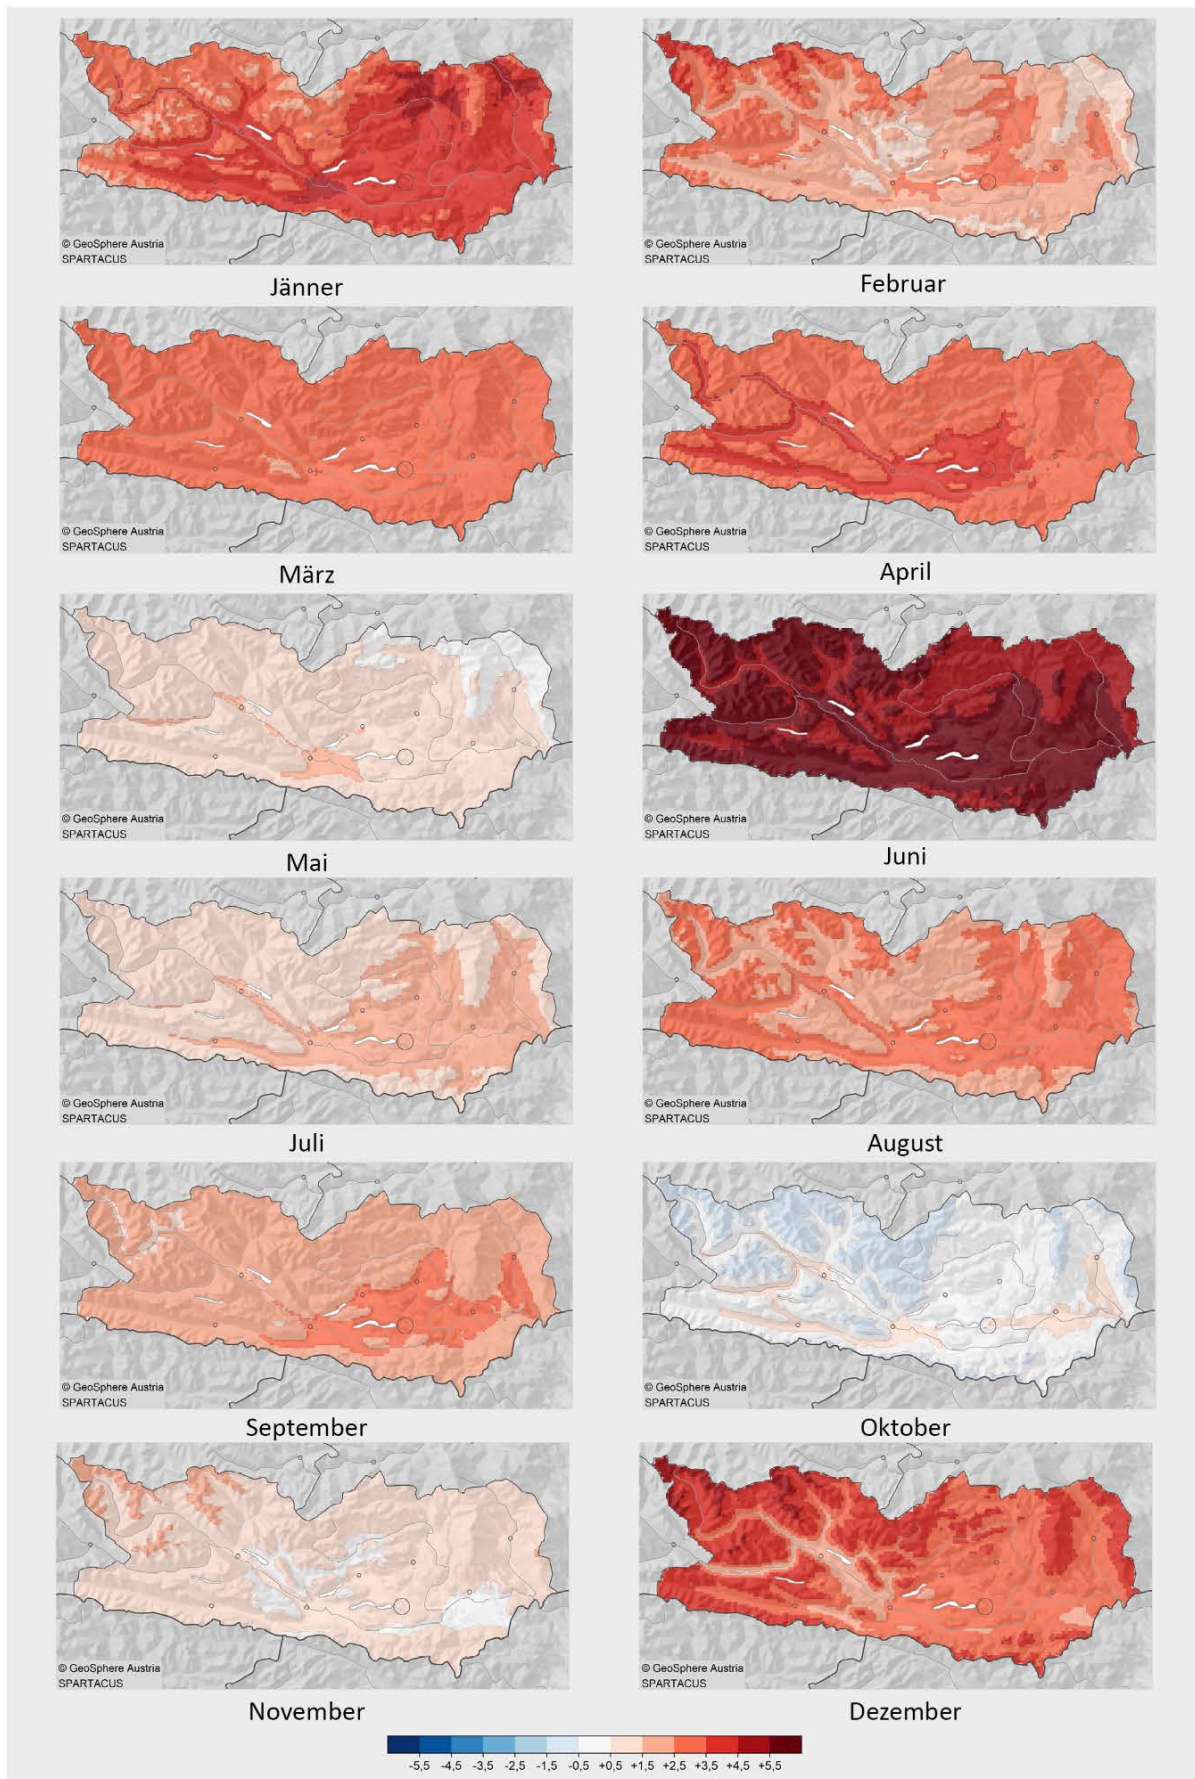 © GeoSphere Austria
SPARTACUS
© GeoSphere Austria
SPARTACUS
Jänner
Februar
© GeoSphere Austria
SPARTACUS
© GeoSphere Austria
SPARTACUS
März
April
© GeoSphere Austria
SPARTACUS
© GeoSphere Austria
SPARTACUS
Mai
Juni
© GeoSphere Austria
SPARTACUS
© GeoSphere Austria
SPARTACUS
Juli
August
© GeoSphere Austria
SPARTACUS
© GeoSphere Austria
SPARTACUS
September
Oktober
© GeoSphere Austria
SPARTACUS
© GeoSphere Austria
SPARTACUS
November
Dezember
-5,5 -4,5 -3,5 -2,5 -1,5 -0,5 +0,5 +1,5 +2,5 +3,5 +4,5 +5,5